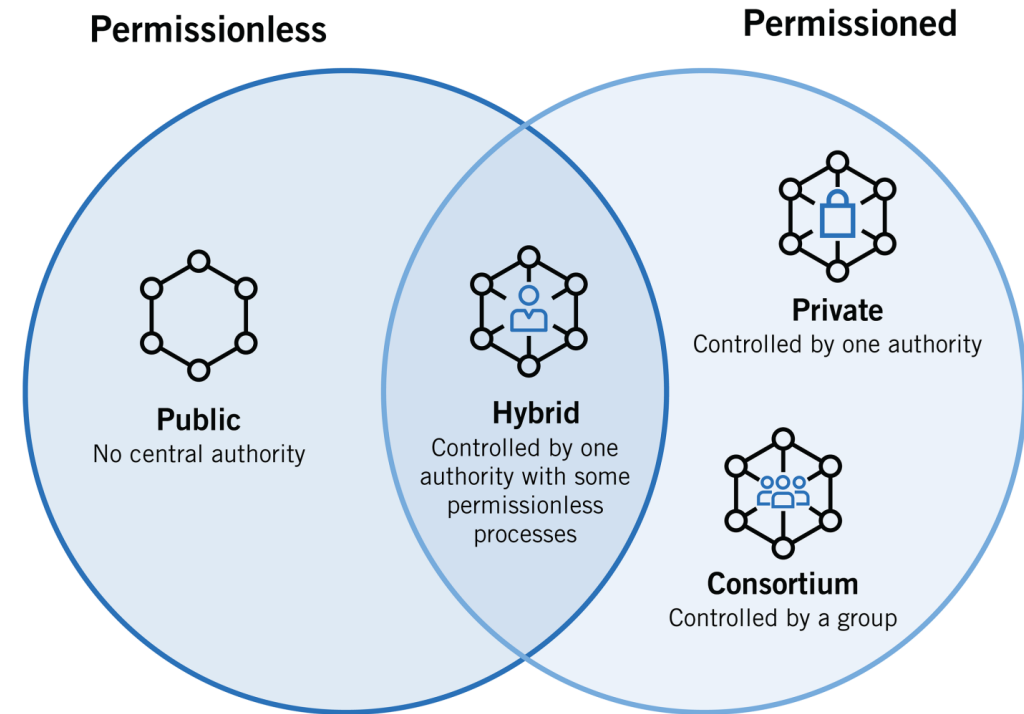 Permissionless
Permissioned
Public
No central authority
Hybrid
Controlled by one
authority with some
permissionless
processes
Private
Controlled by one authority
Consortium
Controlled by a group